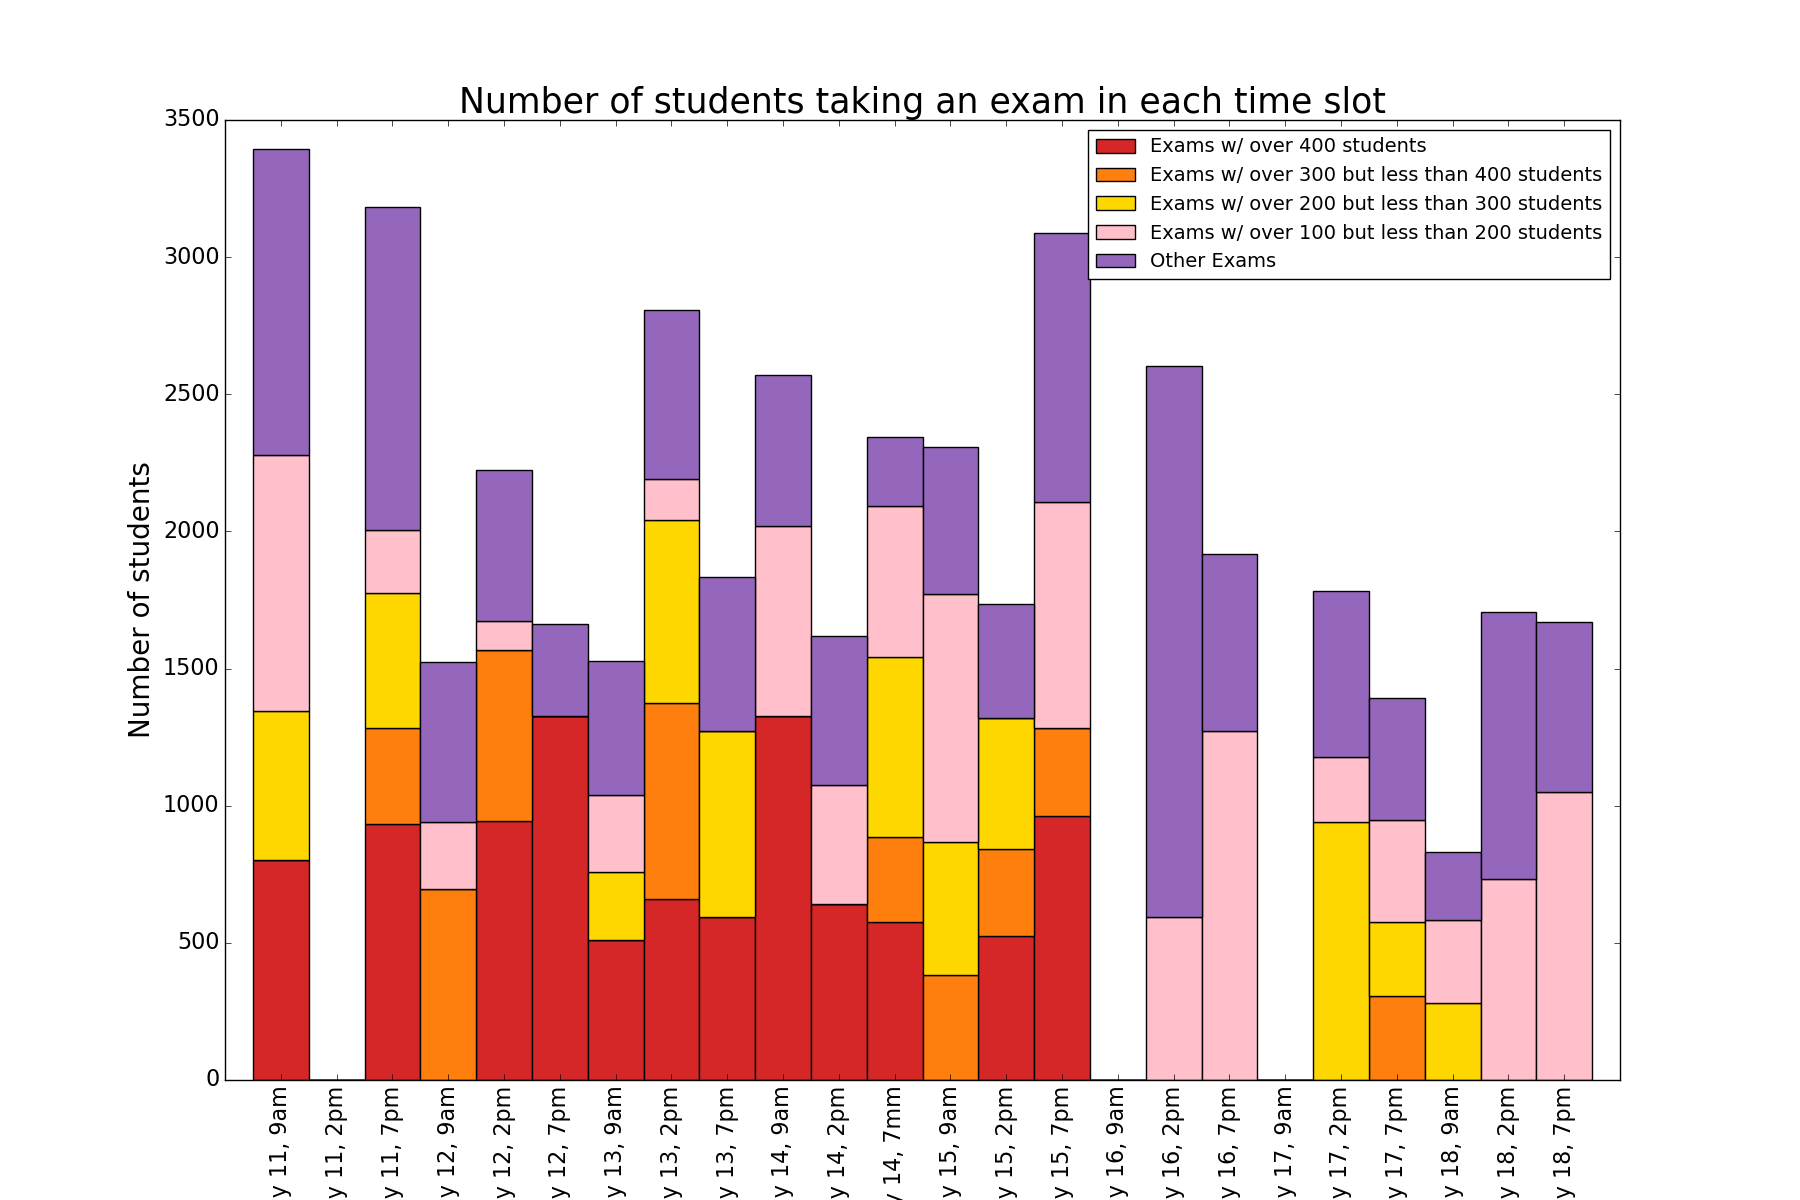 Number of students taking an exam in each time slot
Exams w/ over 400 students
Exams w/ over 300 but less than 400 students
Exams w/ over 200 but less than 300 students
Exams w/ over 100 but less than 200 students
Other Exams
Number of students
3500
3000
2500
2000
1500
1000
500
0
y 11, 9am
y 11, 2pm
y 11, 7pm
y 12, 9am
y 12, 2pm
y 12, 7pm
y 13, 9am
y 13, 2pm
y 13, 7pm
y 14, 9am
y 14, 2pm
y 14, 7mm
y 15, 9am
y 15, 2pm
y 15, 7pm
y 16, 9am
y 16, 2pm
y 16, 7pm
y 17, 9am
y 17, 2pm
y 17, 7pm
y 18, 9am
y 18, 2pm
y 18, 7pm